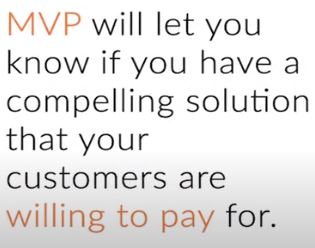 MVP will let you
know if you have a
compelling solution
that your
customers are
willing to pay for.